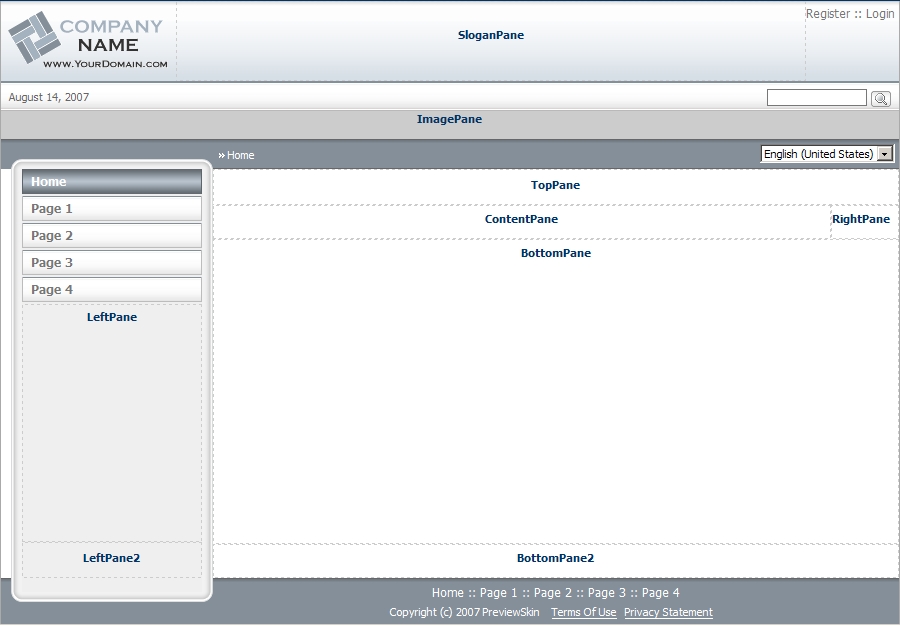 COMPANY
NAME
www.YourDomain.com
SloganPane
Register :: Login
August 14, 2007
ImagePane
» Home
English (United States)
Home
Page 1
Page 2
Page 3
Page 4
LeftPane
LeftPane2
TopPane
ContentPane
RightPane
BottomPane
BottomPane2
Home :: Page 1 :: Page 2 :: Page 3 :: Page 4
Copyright (c) 2007 PreviewSkin Terms Of Use Privacy Statement